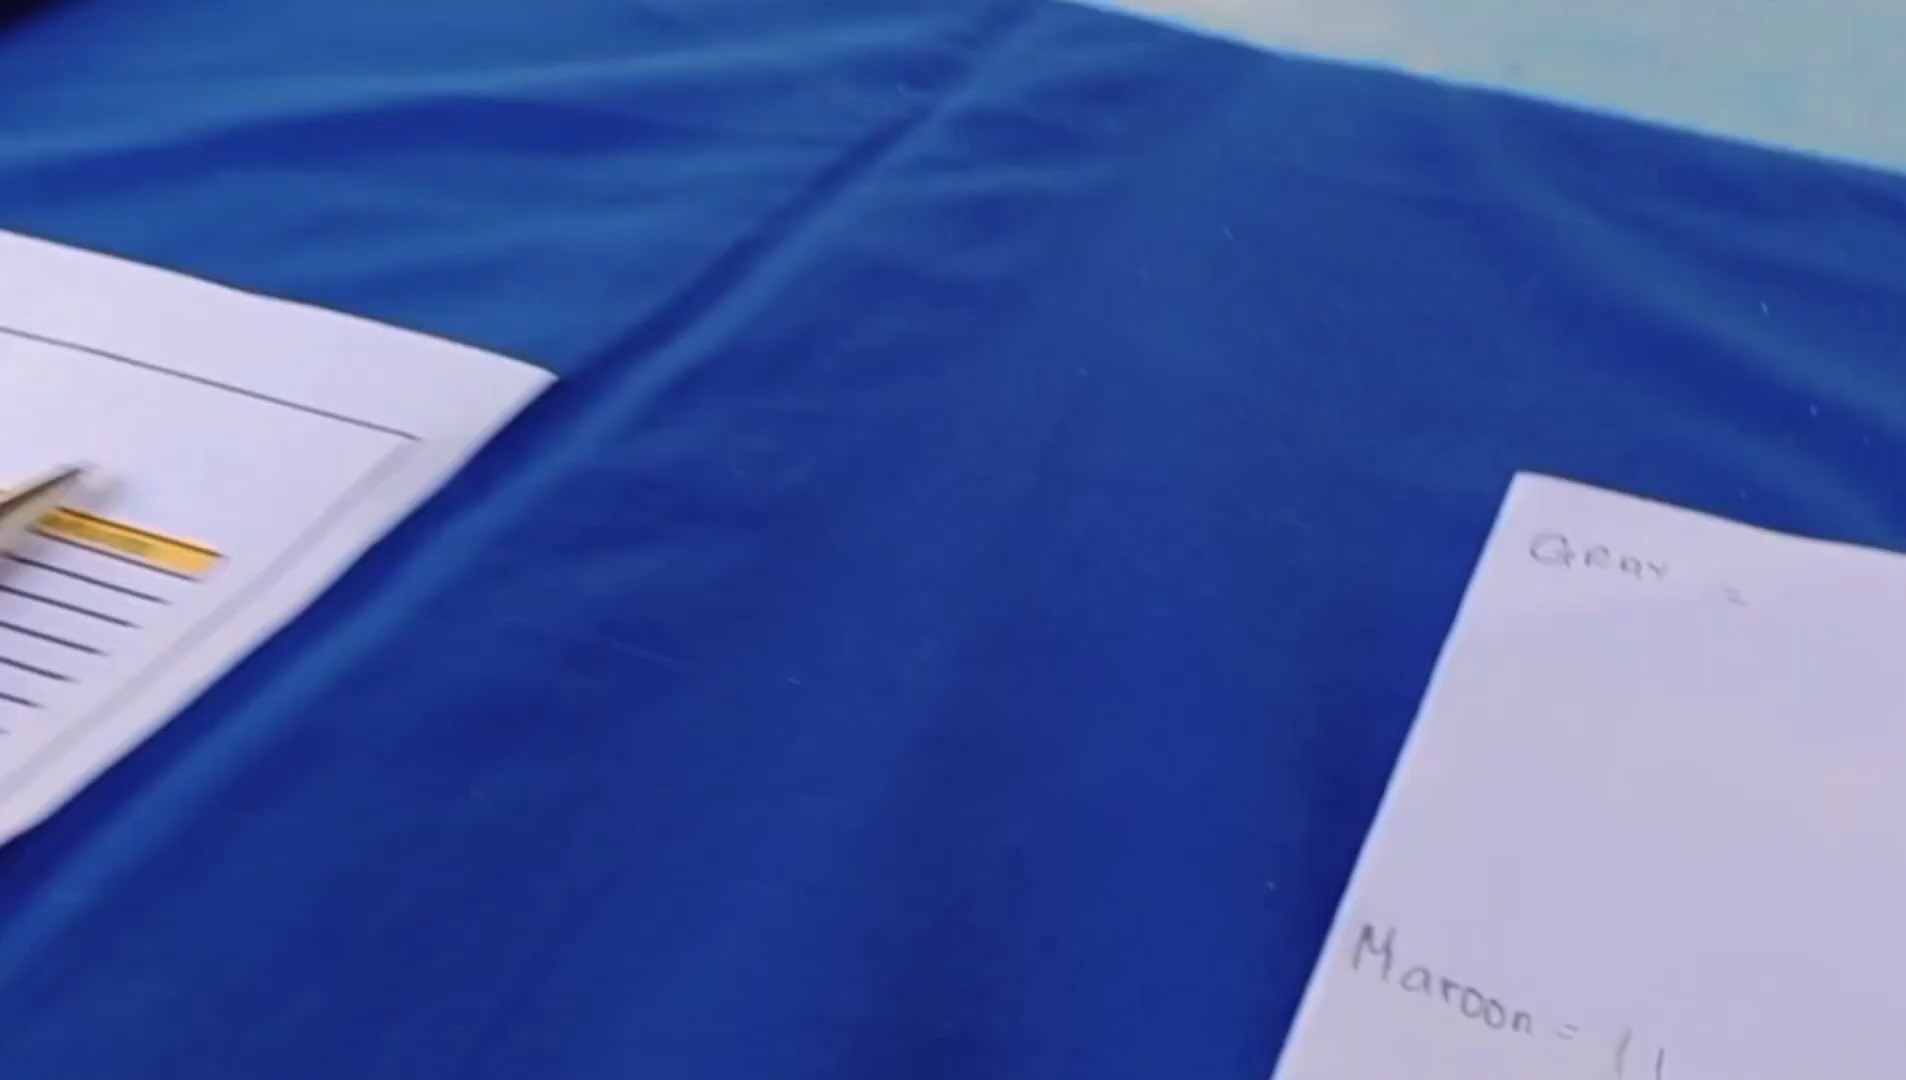 GRAY =
Maroon = 11